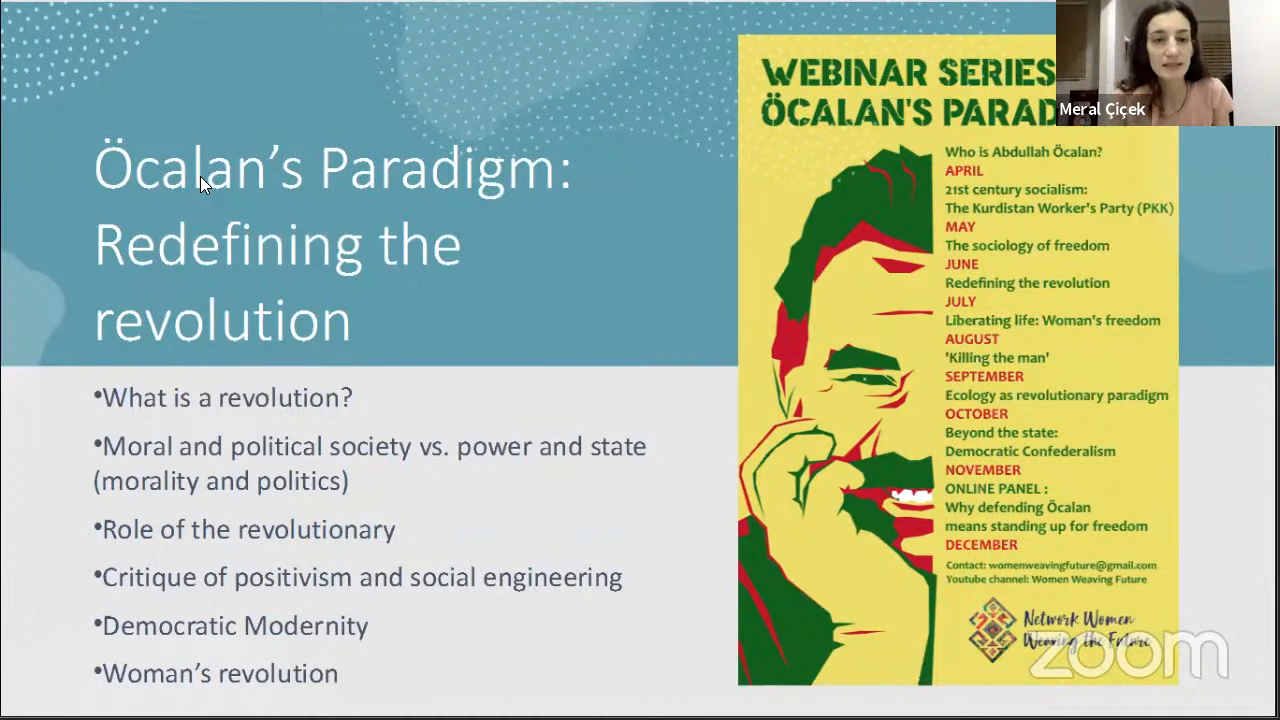 Öcalan’s Paradigm:
Redefining the
revolution
•What is a revolution?
•Moral and political society vs. power and state
(morality and politics)
•Role of the revolutionary
•Critique of positivism and social engineering
•Democratic Modernity
•Woman’s revolution
WEBINAR SERIES
ÖCALAN'S PARAD
Meral Çiçek
Who is Abdullah Öcalan?
APRIL
21st century socialism:
The Kurdistan Worker's Party (PKK)
MAY
The sociology of freedom
JUNE
Redefining the revolution
JULY
Liberating life: Woman's freedom
AUGUST
'Killing the man'
SEPTEMBER
Ecology as revolutionary paradigm
OCTOBER
Beyond the state:
Democratic Confederalism
NOVEMBER
ONLINE PANEL :
Why defending Öcalan
means standing up for freedom
DECEMBER
Contact: womenweavingfuture@gmail.com
Youtube channel: Women Weaving Future
Network Women
Weaving the Future
zoom